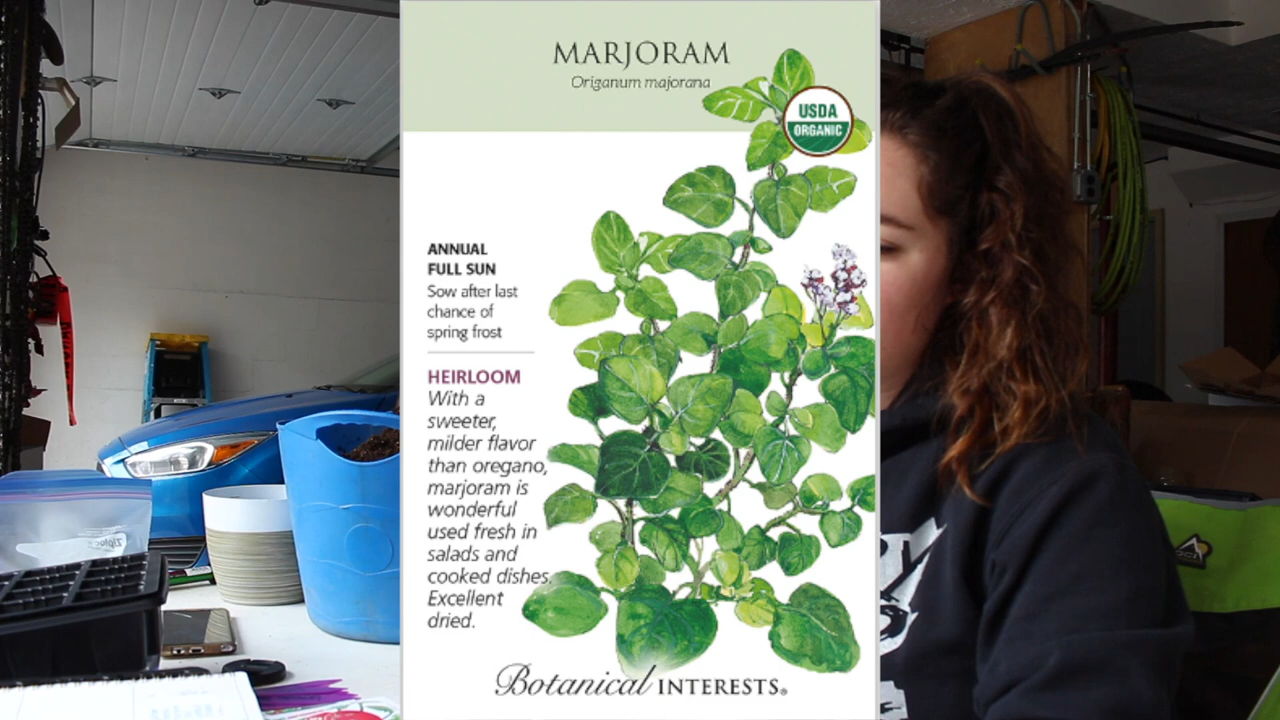 MARJORAM
Origanum majorana
USDA
ORGANIC
ANNUAL
FULL SUN
Sow after last
chance of
spring frost
HEIRLOOM
With a
sweeter,
milder flavor
than oregano,
marjoram is
wonderful
used fresh in
salads and
cooked dishes.
Excellent
dried.
Botanical INTERESTS®
Ziploc